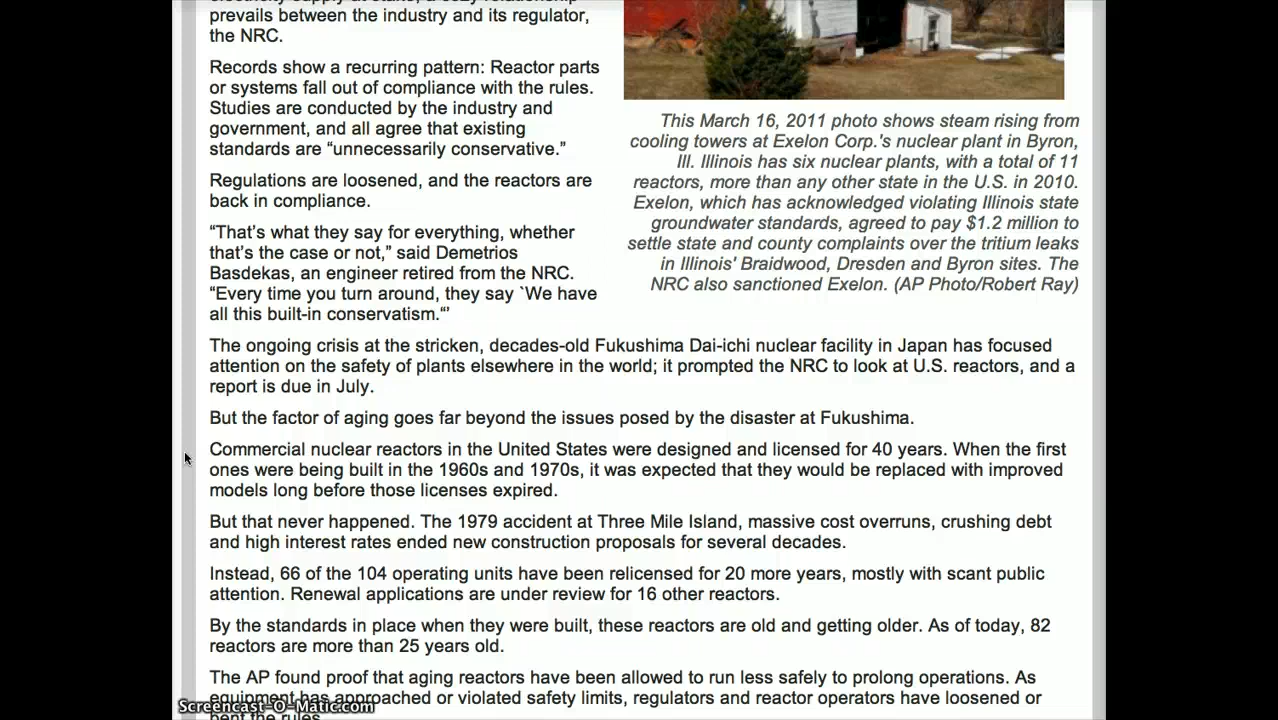 prevails between the industry and its regulator,
the NRC.
Records show a recurring pattern: Reactor parts
or systems fall out of compliance with the rules.
Studies are conducted by the industry and
government, and all agree that existing
standards are “unnecessarily conservative.”
Regulations are loosened, and the reactors are
back in compliance.
“That’s what they say for everything, whether
that’s the case or not,” said Demetrios
Basdekas, an engineer retired from the NRC.
“Every time you turn around, they say `We have
all this built-in conservatism.“’
This March 16, 2011 photo shows steam rising from
cooling towers at Exelon Corp.'s nuclear plant in Byron,
Ill. Illinois has six nuclear plants, with a total of 11
reactors, more than any other state in the U.S. in 2010.
Exelon, which has acknowledged violating Illinois state
groundwater standards, agreed to pay $1.2 million to
settle state and county complaints over the tritium leaks
in Illinois' Braidwood, Dresden and Byron sites. The
NRC also sanctioned Exelon. (AP Photo/Robert Ray)
The ongoing crisis at the stricken, decades-old Fukushima Dai-ichi nuclear facility in Japan has focused
attention on the safety of plants elsewhere in the world; it prompted the NRC to look at U.S. reactors, and a
report is due in July.
But the factor of aging goes far beyond the issues posed by the disaster at Fukushima.
Commercial nuclear reactors in the United States were designed and licensed for 40 years. When the first
ones were being built in the 1960s and 1970s, it was expected that they would be replaced with improved
models long before those licenses expired.
But that never happened. The 1979 accident at Three Mile Island, massive cost overruns, crushing debt
and high interest rates ended new construction proposals for several decades.
Instead, 66 of the 104 operating units have been relicensed for 20 more years, mostly with scant public
attention. Renewal applications are under review for 16 other reactors.
By the standards in place when they were built, these reactors are old and getting older. As of today, 82
reactors are more than 25 years old.
The AP found proof that aging reactors have been allowed to run less safely to prolong operations. As
equipment has approached or violated safety limits, regulators and reactor operators have loosened or
bent the rules.
Screencast-O-Matic.com